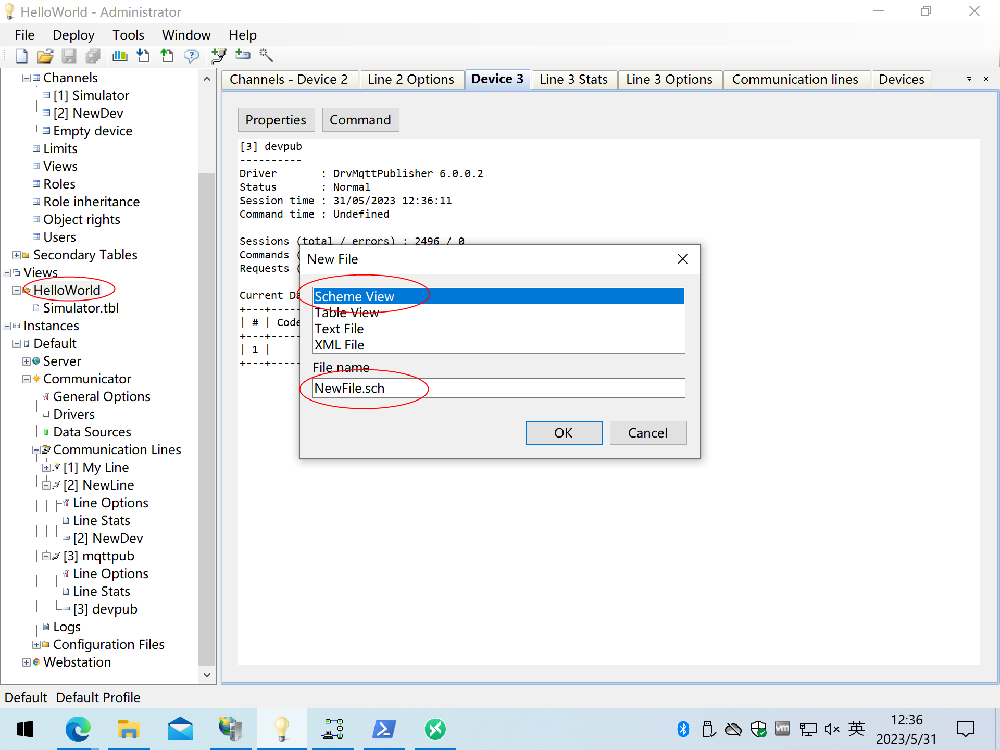 HelloWorld - Administrator
File Deploy Tools Window Help
Channels
[1] Simulator
[2] NewDev
Empty device
Limits
Views
Roles
Role inheritance
Object rights
Users
Secondary Tables
Views
HelloWorld
Simulator.tbl
Instances
Default
Server
Communicator
General Options
Drivers
Data Sources
Communication Lines
[1] My Line
[2] NewLine
Line Options
Line Stats
[2] NewDev
[3] mqttpub
Line Options
Line Stats
[3] devpub
Logs
Configuration Files
Webstation
Channels - Device 2 Line 2 Options Device 3 Line 3 Stats Line 3 Options Communication lines Devices
Properties Command
[3] devpub
----------
Driver : DrvMqttPublisher 6.0.0.2
Status : Normal
Session time : 31/05/2023 12:36:11
Command time : Undefined
Sessions (total / errors) : 2496 / 0
Commands (
Requests (
Current Da
+---+-----
| # | Code
+---+-----
| 1 |
+---+-----
New File
Scheme View
Table View
Text File
XML File
File name
NewFile.sch
OK Cancel
Default Default Profile
英
12:36
2023/5/31